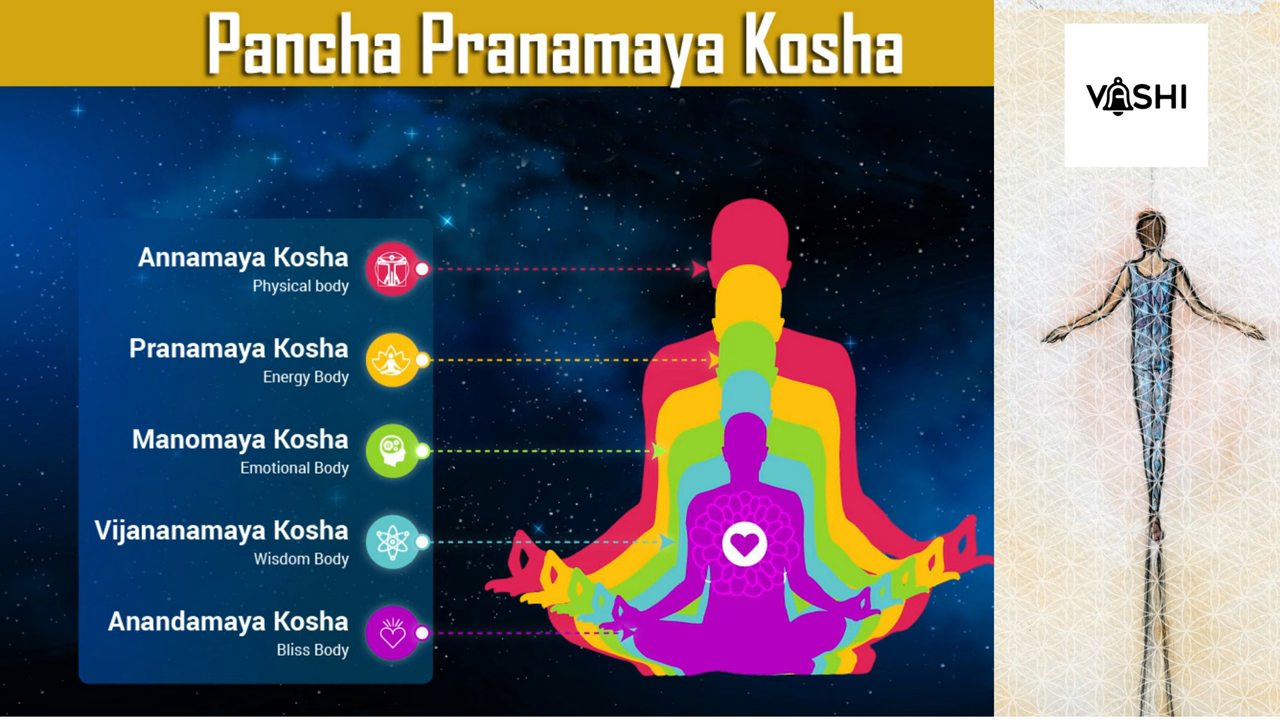 Pancha Pranamaya Kosha
VASHI
Annamaya Kosha
Physical body
Pranamaya Kosha
Energy Body
Manomaya Kosha
Emotional Body
Vijananamaya Kosha
Wisdom Body
Anandamaya Kosha
Bliss Body